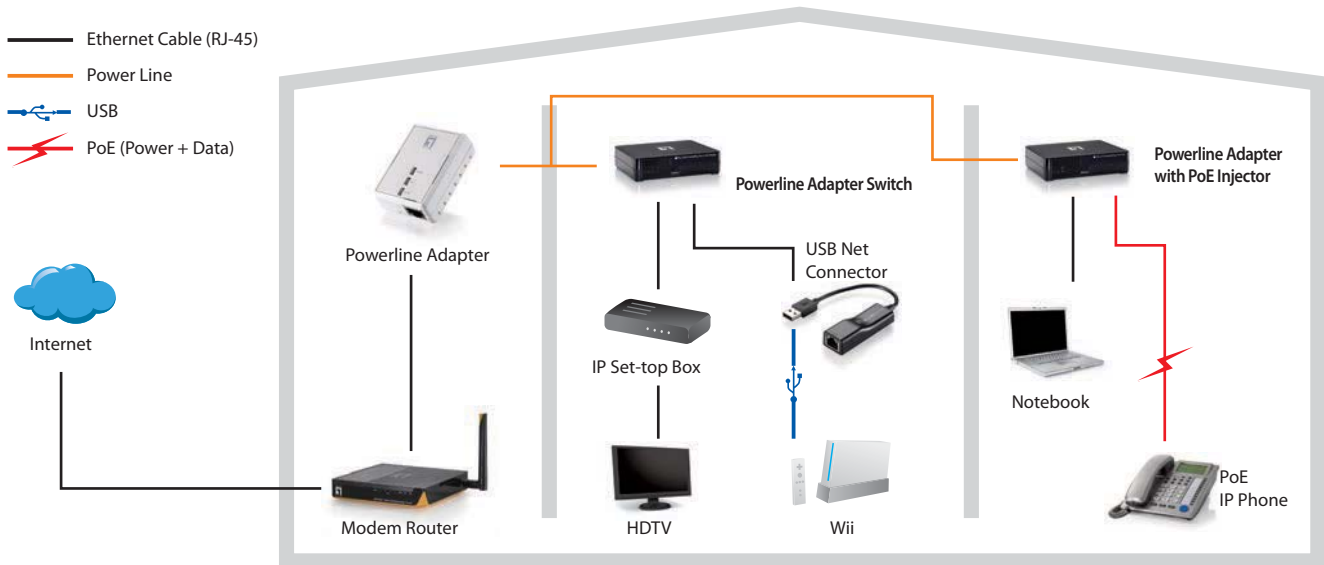 Ethernet Cable (RJ-45)
Power Line
USB
PoE (Power + Data)
Internet
Powerline Adapter
Modem Router
Powerline Adapter Switch
USB Net
Connector
IP Set-top Box
HDTV
Wii
Powerline Adapter
with PoE Injector
Notebook
PoE
IP Phone